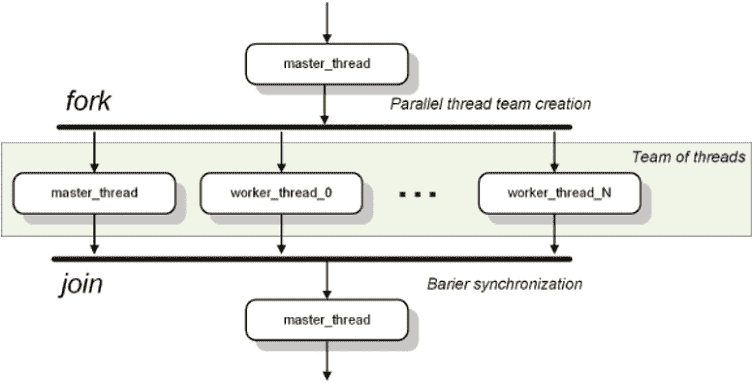 master_thread
fork
Parallel thread team creation
Team of threads
master_thread
worker_thread_0
...
worker_thread_N
join
Barier synchronization
master_thread